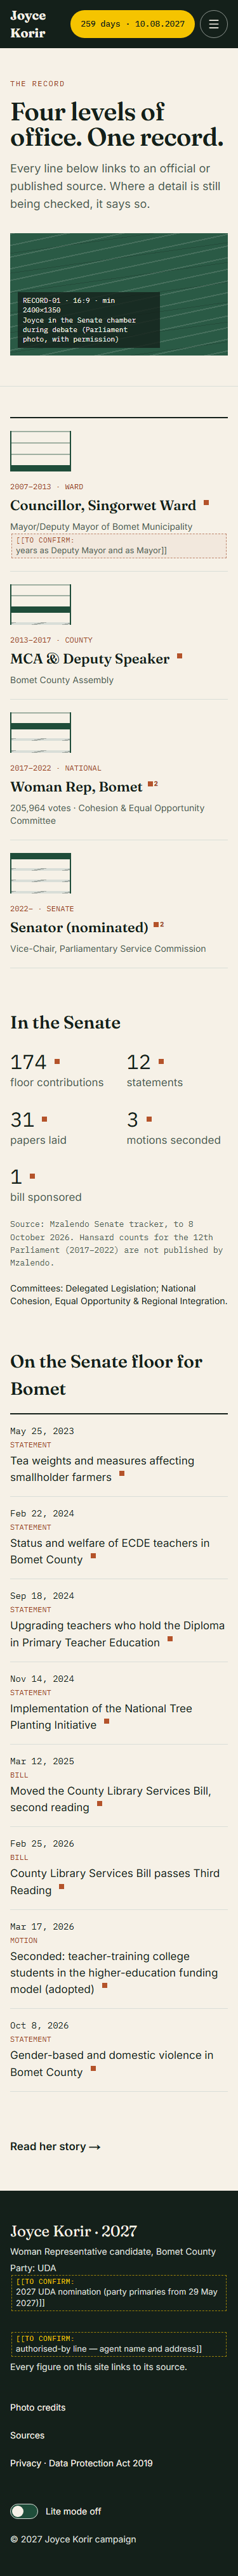 Joyce
Korir
259 days · 10.08.2027
THE RECORD
Four levels of
office. One record.
Every line below links to an official or
published source. Where a detail is still
being checked, it says so.
RECORD-01 · 16:9 · min
2400×1350
Joyce in the Senate chamber
during debate (Parliament
photo, with permission)
2007–2013 · WARD
Councillor, Singorwet Ward
Mayor/Deputy Mayor of Bomet Municipality
[[TO CONFIRM:
years as Deputy Mayor and as Mayor]]
2013–2017 · COUNTY
MCA & Deputy Speaker
Bomet County Assembly
2017–2022 · NATIONAL
Woman Rep, Bomet 2
205,964 votes · Cohesion & Equal Opportunity
Committee
2022– · SENATE
Senator (nominated) 2
Vice-Chair, Parliamentary Service Commission
In the Senate
174
floor contributions
12
statements
31
papers laid
3
motions seconded
1
bill sponsored
Source: Mzalendo Senate tracker, to 8
October 2026. Hansard counts for the 12th
Parliament (2017–2022) are not published by
Mzalendo.
Committees: Delegated Legislation; National
Cohesion, Equal Opportunity & Regional Integration.
On the Senate floor for
Bomet
May 25, 2023
STATEMENT
Tea weights and measures affecting
smallholder farmers
Feb 22, 2024
STATEMENT
Status and welfare of ECDE teachers in
Bomet County
Sep 18, 2024
STATEMENT
Upgrading teachers who hold the Diploma
in Primary Teacher Education
Nov 14, 2024
STATEMENT
Implementation of the National Tree
Planting Initiative
Mar 12, 2025
BILL
Moved the County Library Services Bill,
second reading
Feb 25, 2026
BILL
County Library Services Bill passes Third
Reading
Mar 17, 2026
MOTION
Seconded: teacher-training college
students in the higher-education funding
model (adopted)
Oct 8, 2026
STATEMENT
Gender-based and domestic violence in
Bomet County
Read her story →
Joyce Korir · 2027
Woman Representative candidate, Bomet County
Party: UDA
[[TO CONFIRM:
2027 UDA nomination (party primaries from 29 May
2027)]]
[[TO CONFIRM:
authorised-by line — agent name and address]]
Every figure on this site links to its source.
Photo credits
Sources
Privacy · Data Protection Act 2019
Lite mode off
© 2027 Joyce Korir campaign